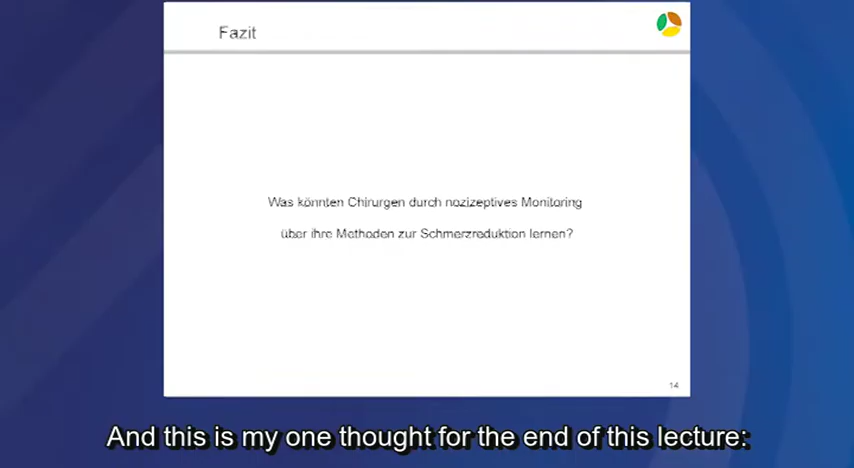 Fazit
Was könnten Chirurgen durch nozizeptives Monitoring
über ihre Methoden zur Schmerzreduktion lernen?
14
And this is my one thought for the end of this lecture: